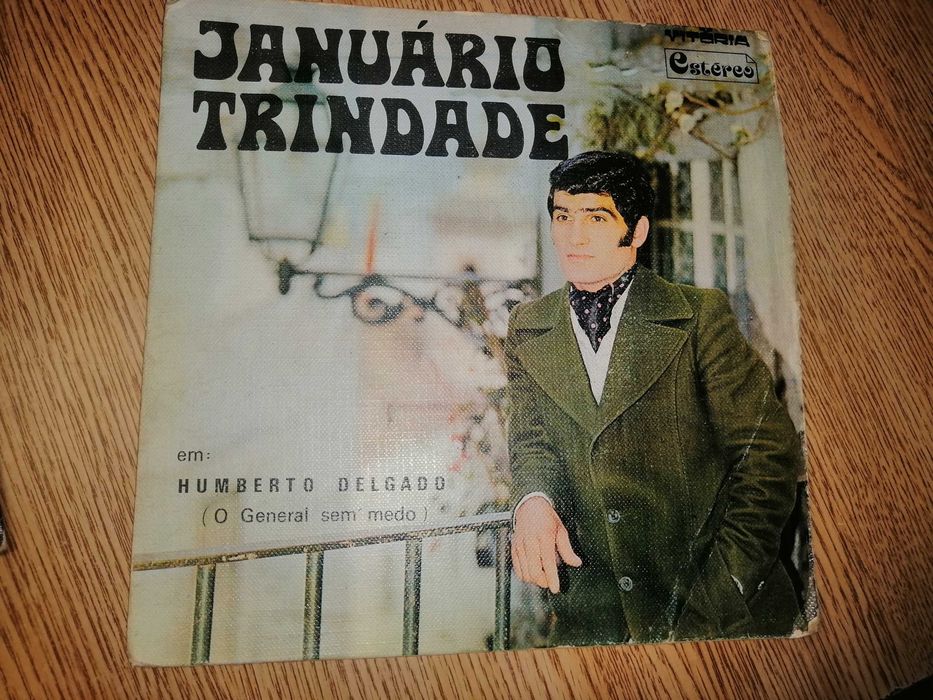 JANUÁRIO
TRINDADE
VITÓRIA
estéreo
em:
HUMBERTO DELGADO
(O General sem medo)